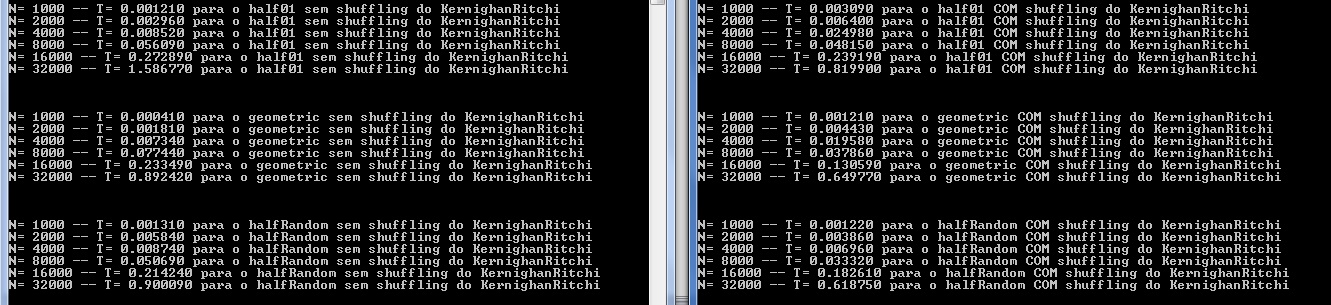 N= 1000 -- T= 0.001210 para o half01 sem shuffling do KernighanRitchi
N= 2000 -- T= 0.002960 para o half01 sem shuffling do KernighanRitchi
N= 4000 -- T= 0.008520 para o half01 sem shuffling do KernighanRitchi
N= 8000 -- T= 0.056090 para o half01 sem shuffling do KernighanRitchi
N= 16000 -- T= 0.272890 para o half01 sem shuffling do KernighanRitchi
N= 32000 -- T= 1.586770 para o half01 sem shuffling do KernighanRitchi
N= 1000 -- T= 0.000410 para o geometric sem shuffling do KernighanRitchi
N= 2000 -- T= 0.001810 para o geometric sem shuffling do KernighanRitchi
N= 4000 -- T= 0.007340 para o geometric sem shuffling do KernighanRitchi
N= 8000 -- T= 0.077440 para o geometric sem shuffling do KernighanRitchi
N= 16000 -- T= 0.233490 para o geometric sem shuffling do KernighanRitchi
N= 32000 -- T= 0.892420 para o geometric sem shuffling do KernighanRitchi
N= 1000 -- T= 0.001310 para o halfRandom sem shuffling do KernighanRitchi
N= 2000 -- T= 0.005840 para o halfRandom sem shuffling do KernighanRitchi
N= 4000 -- T= 0.008740 para o halfRandom sem shuffling do KernighanRitchi
N= 8000 -- T= 0.050690 para o halfRandom sem shuffling do KernighanRitchi
N= 16000 -- T= 0.214240 para o halfRandom sem shuffling do KernighanRitchi
N= 32000 -- T= 0.900090 para o halfRandom sem shuffling do KernighanRitchi
N= 1000 -- T= 0.003090 para o half01 COM shuffling do KernighanRitchi
N= 2000 -- T= 0.006400 para o half01 COM shuffling do KernighanRitchi
N= 4000 -- T= 0.024980 para o half01 COM shuffling do KernighanRitchi
N= 8000 -- T= 0.048150 para o half01 COM shuffling do KernighanRitchi
N= 16000 -- T= 0.239190 para o half01 COM shuffling do KernighanRitchi
N= 32000 -- T= 0.819900 para o half01 COM shuffling do KernighanRitchi
N= 1000 -- T= 0.001210 para o geometric COM shuffling do KernighanRitchi
N= 2000 -- T= 0.004430 para o geometric COM shuffling do KernighanRitchi
N= 4000 -- T= 0.019580 para o geometric COM shuffling do KernighanRitchi
N= 8000 -- T= 0.037860 para o geometric COM shuffling do KernighanRitchi
N= 16000 -- T= 0.130590 para o geometric COM shuffling do KernighanRitchi
N= 32000 -- T= 0.649770 para o geometric COM shuffling do KernighanRitchi
N= 1000 -- T= 0.001220 para o halfRandom COM shuffling do KernighanRitchi
N= 2000 -- T= 0.003860 para o halfRandom COM shuffling do KernighanRitchi
N= 4000 -- T= 0.006960 para o halfRandom COM shuffling do KernighanRitchi
N= 8000 -- T= 0.033320 para o halfRandom COM shuffling do KernighanRitchi
N= 16000 -- T= 0.182610 para o halfRandom COM shuffling do KernighanRitchi
N= 32000 -- T= 0.618750 para o halfRandom COM shuffling do KernighanRitchi